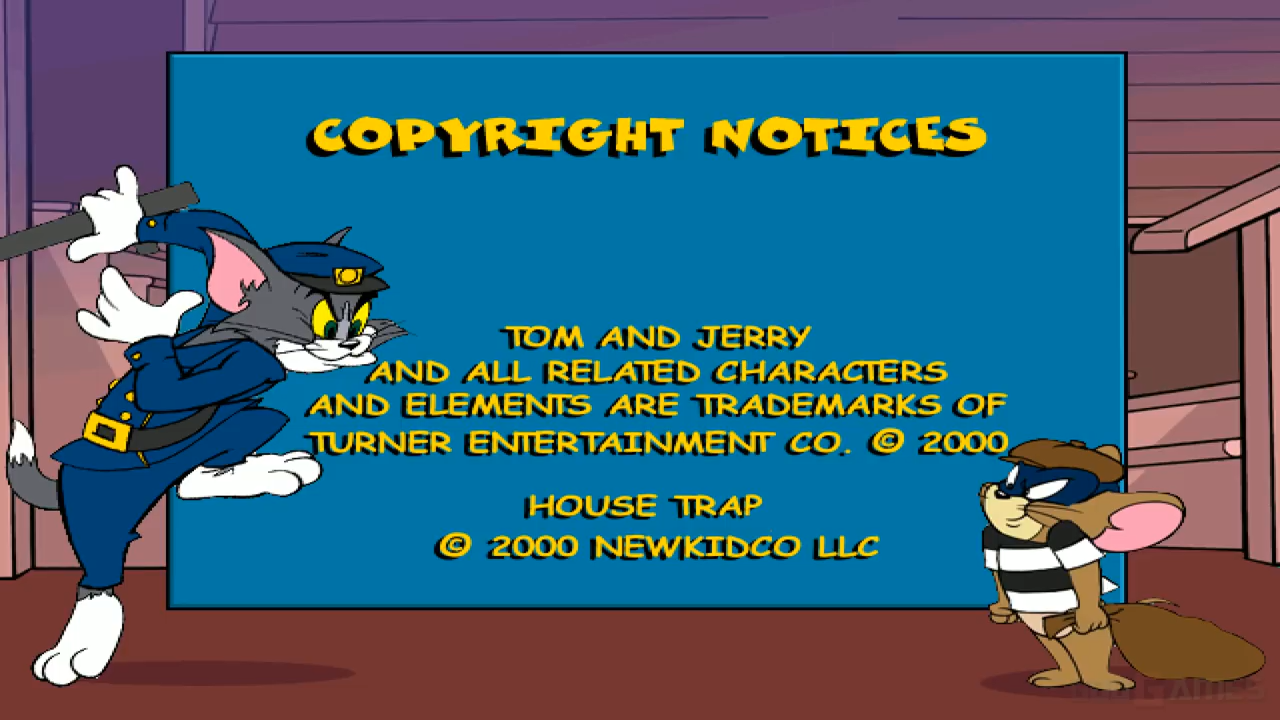 COPYRIGHT NOTICES
TOM AND JERRY
AND ALL RELATED CHARACTERS
AND ELEMENTS ARE TRADEMARKS OF
TURNER ENTERTAINMENT CO. © 2000
HOUSE TRAP
© 2000 NEWKIDCO LLC